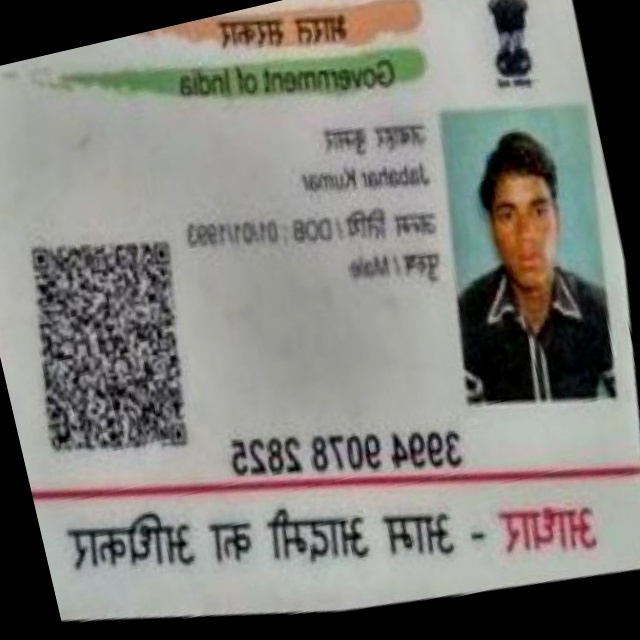 भारत सरकार
Government of India
कुमार
Jabahar Kumar
जन्म तिथि / DOB : 01/01/1993
पुरुष / Male
3994 9078 2825
आधार - आम आदमी का अधिकार